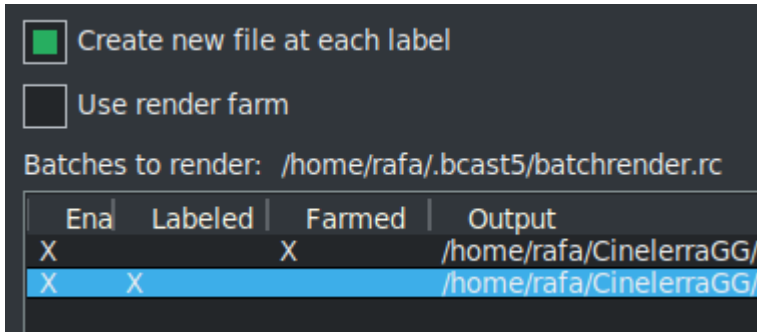 Create new file at each label
Use render farm
Batches to render: /home/rafa/.bcast5/batchrender.rc
Ena Labeled Farmed Output
X X /home/rafa/CinelerraGG/
X X /home/rafa/CinelerraGG/